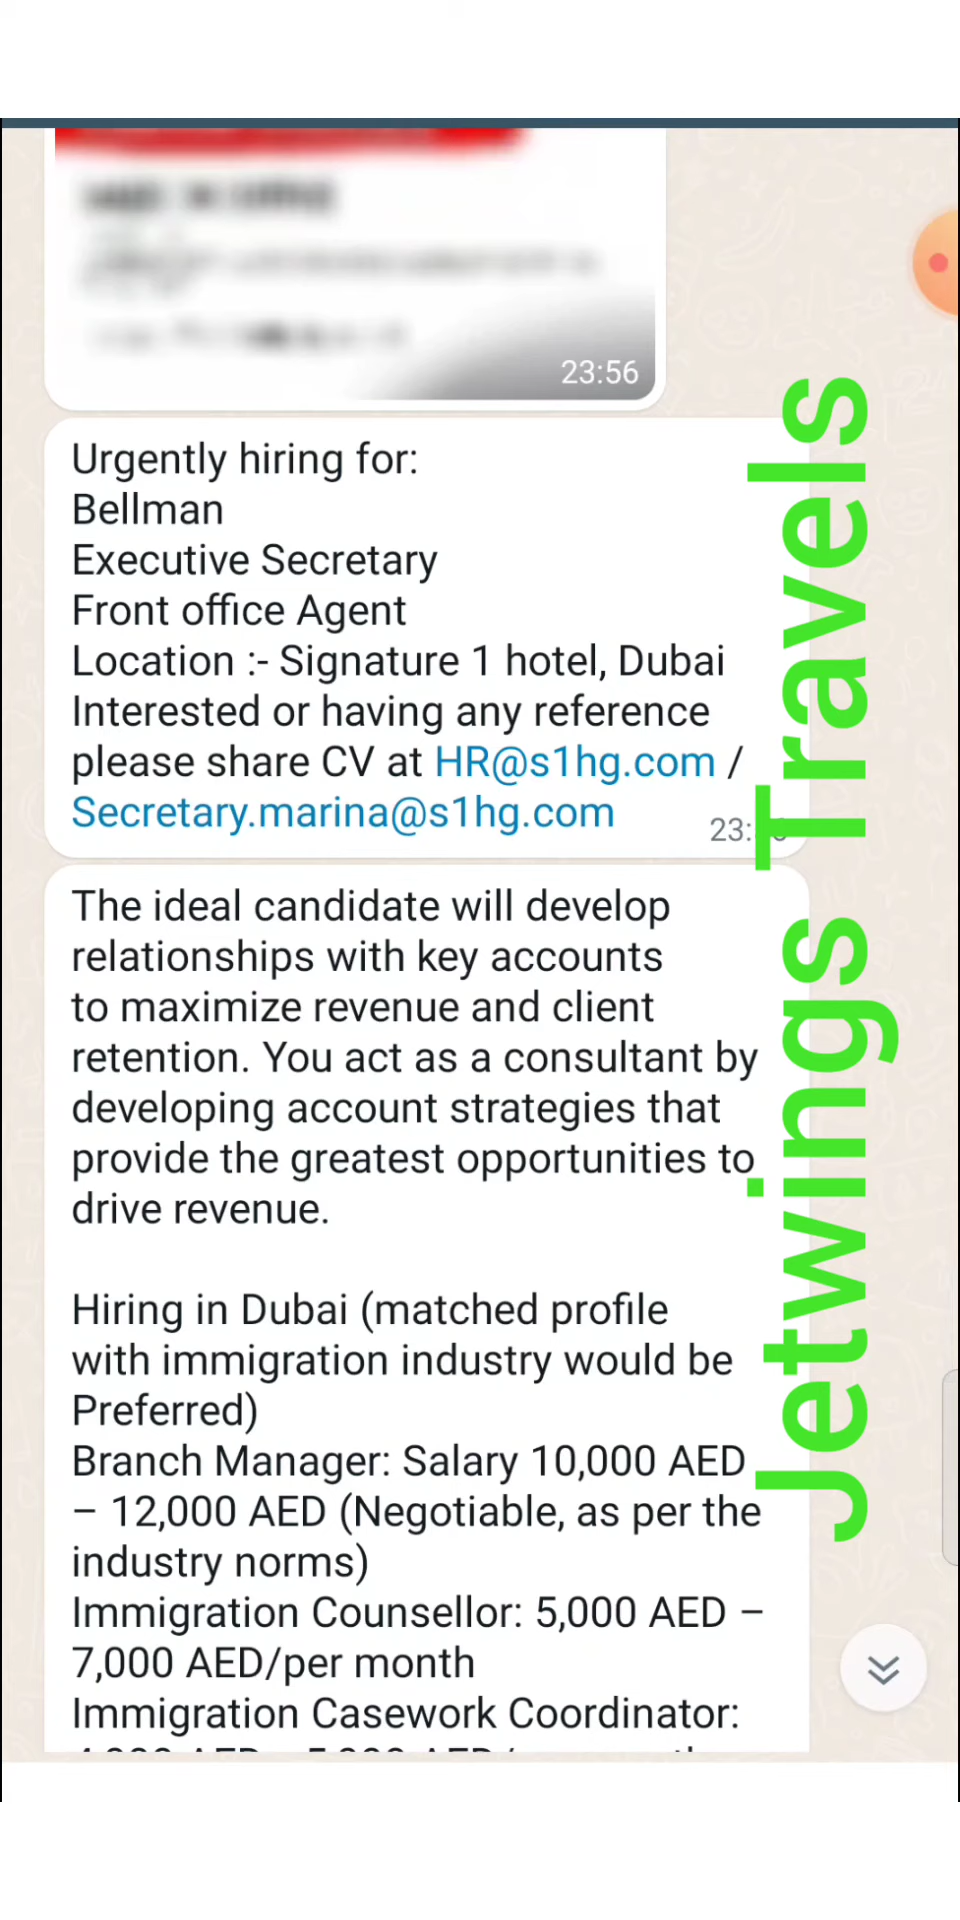 23:56
Urgently hiring for:
Bellman
Executive Secretary
Front office Agent
Location :- Signature 1 hotel, Dubai
Interested or having any reference
please share CV at HR@s1hg.com /
Secretary.marina@s1hg.com
The ideal candidate will develop
relationships with key accounts
to maximize revenue and client
retention. You act as a consultant by
developing account strategies that
provide the greatest opportunities to
drive revenue.
Hiring in Dubai (matched profile
with immigration industry would be
Preferred)
Branch Manager: Salary 10,000 AED
– 12,000 AED (Negotiable, as per the
industry norms)
Immigration Counsellor: 5,000 AED –
7,000 AED/per month
Immigration Casework Coordinator:
Jetwings Travels